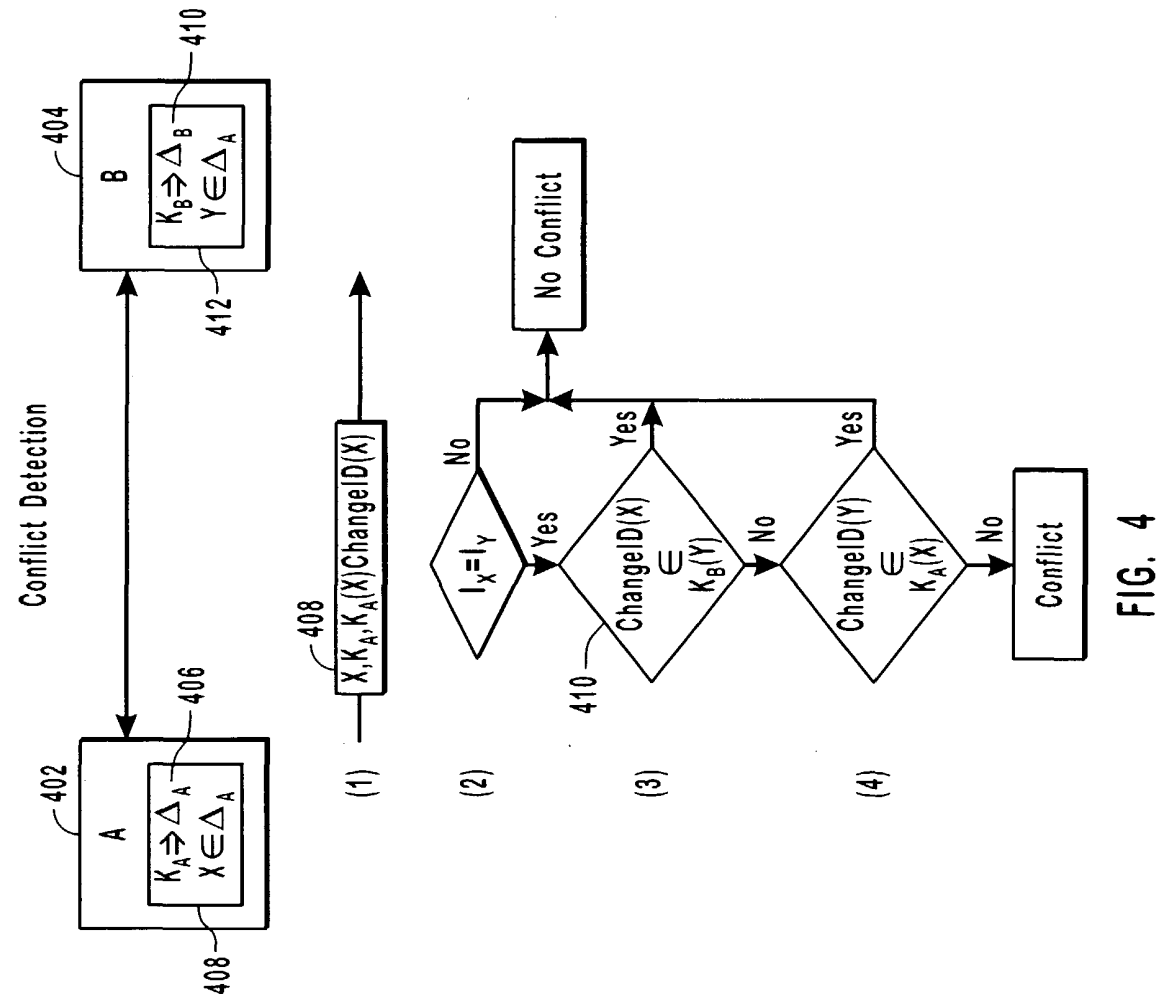 Conflict Detection
402
A
K_A ⇒ Δ_A
X ∈ Δ_A
406
408
404
B
K_B ⇒ Δ_B
Y ∈ Δ_A
410
412
(1)
408
X, K_A, K_A(X)ChangeID(X)
(2)
I_X = I_Y
No
Yes
No Conflict
(3)
410
ChangeID(X)
∈
K_B(Y)
Yes
No
(4)
ChangeID(Y)
∈
K_A(X)
Yes
No
Conflict
FIG. 4